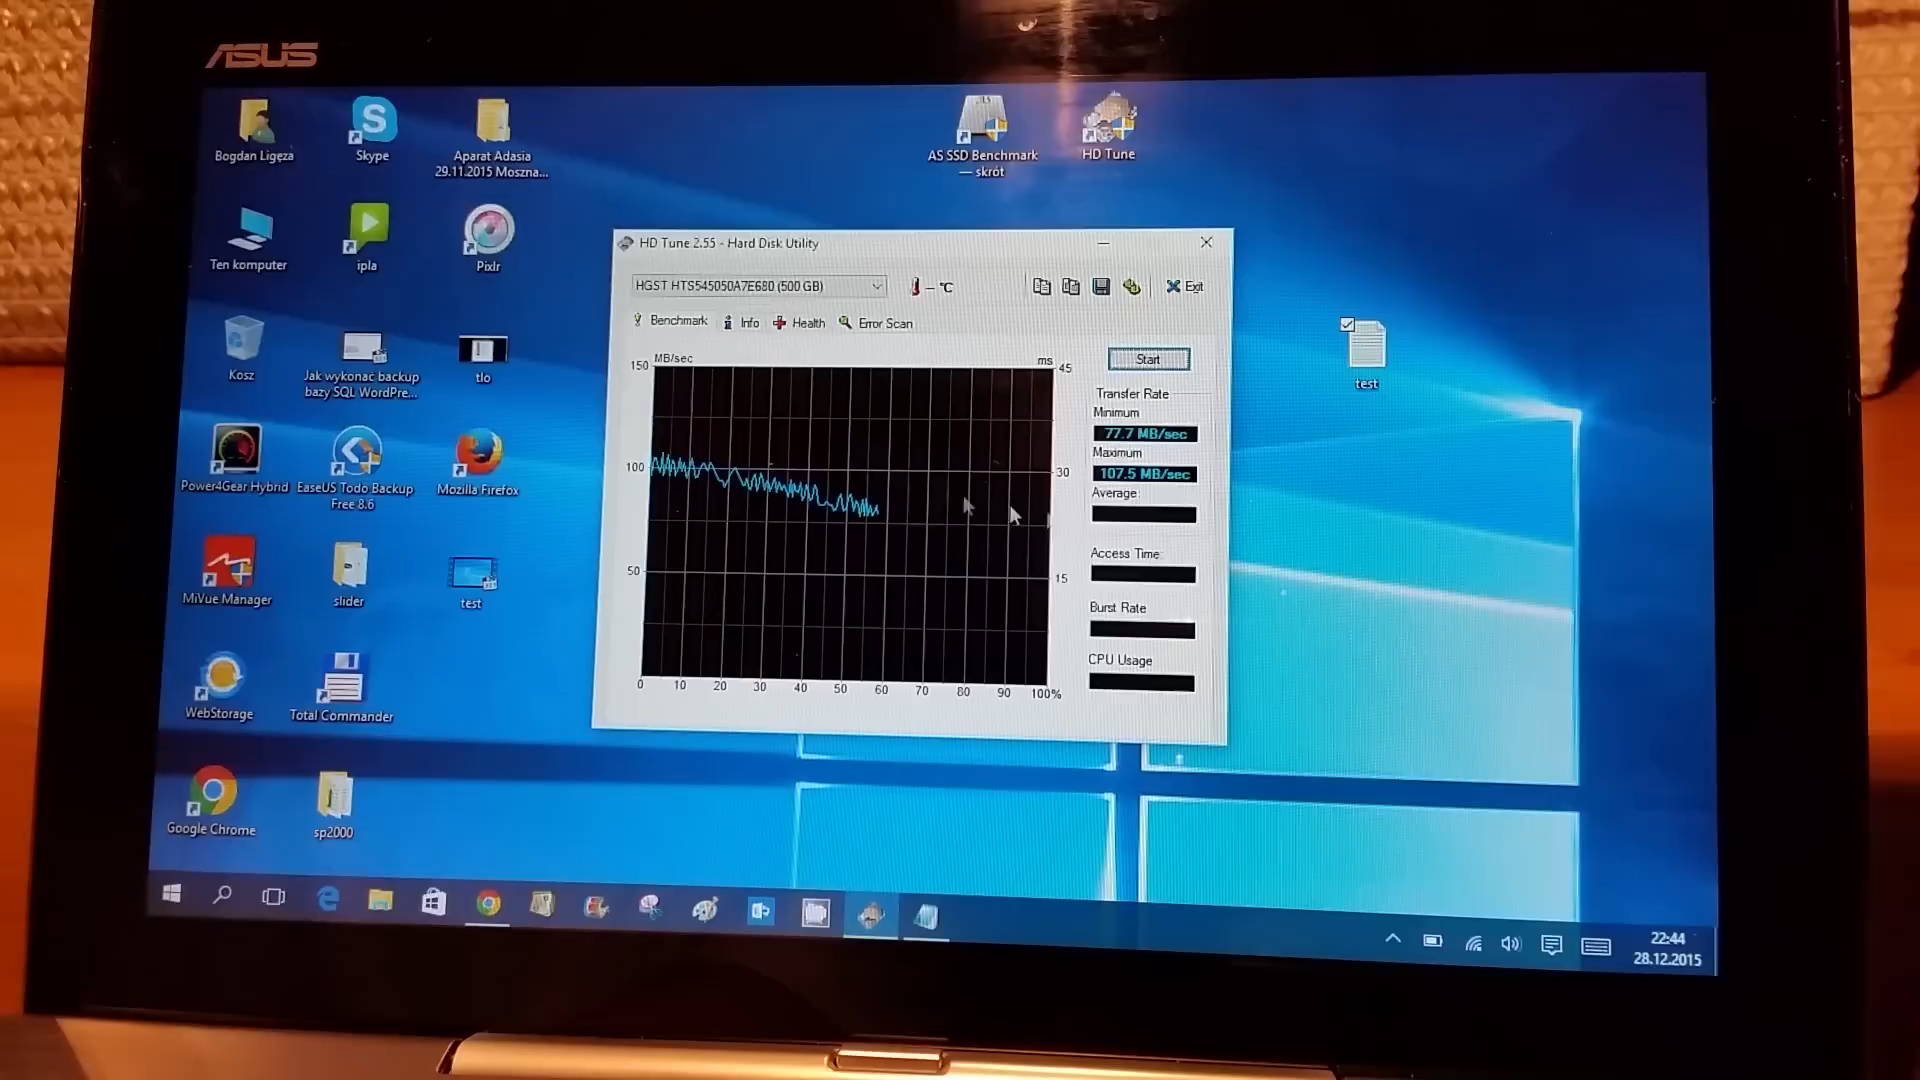 ASUS
Bogdan Ligęza
Skype
Aparat Adasia
29.11.2015 Moszna...
AS SSD Benchmark
— skrót
HD Tune
Ten komputer
ipla
Pixlr
Kosz
Jak wykonać backup
bazy SQL WordPre...
tlo
Power4Gear Hybrid
EaseUS Todo Backup
Free 8.6
Mozilla Firefox
MiVue Manager
slider
test
WebStorage
Total Commander
Google Chrome
sp2000
test
HD Tune 2.55 - Hard Disk Utility
HGST HTS545050A7E680 (500 GB)
— °C
Exit
Benchmark
Info
Health
Error Scan
MB/sec
ms
150
100
50
45
30
15
0 10 20 30 40 50 60 70 80 90 100%
Start
Transfer Rate
Minimum
77.7 MB/sec
Maximum
107.5 MB/sec
Average:
Access Time:
Burst Rate
CPU Usage
22:44
28.12.2015